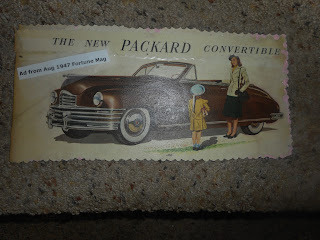 THE NEW PACKARD CONVERTIBLE
Ad from Aug 1947 Fortune Mag